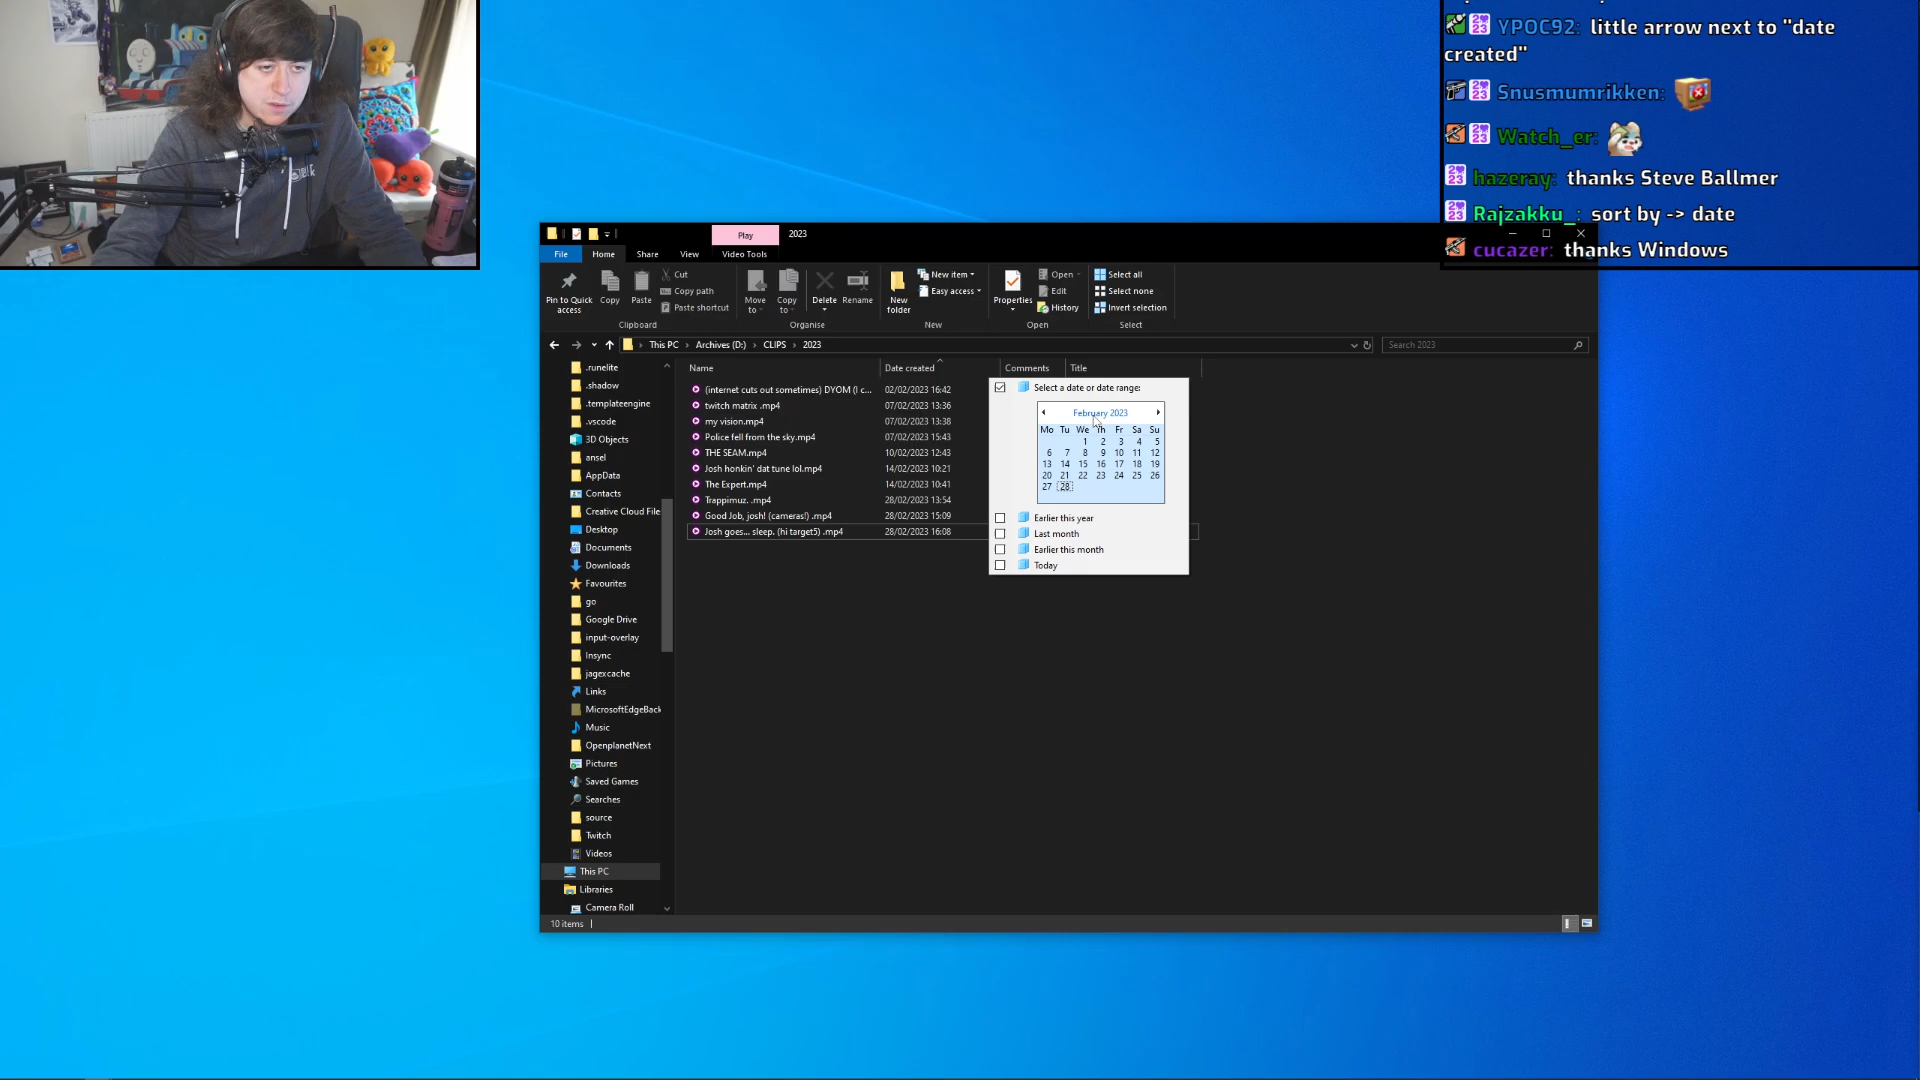 YPOC92: little arrow next to "date
created"
Snusmumrikken:
Watch_er:
hazeray: thanks Steve Ballmer
Rajzakku_: sort by -> date
cucazer: thanks Windows
Play
2023
File
Home
Share
View
Video Tools
Pin to Quick
access
Copy
Paste
Cut
Copy path
Paste shortcut
Clipboard
Move
to
Copy
to
Delete
Rename
Organise
New
folder
New item
Easy access
New
Properties
Open
Edit
History
Open
Select all
Select none
Invert selection
Select
This PC
Archives (D:)
CLIPS
2023
Search 2023
.runelite
.shadow
.templateengine
.vscode
3D Objects
ansel
AppData
Contacts
Creative Cloud File
Desktop
Documents
Downloads
Favourites
go
Google Drive
input-overlay
Insync
jagexcache
Links
MicrosoftEdgeBack
Music
OpenplanetNext
Pictures
Saved Games
Searches
source
Twitch
Videos
This PC
Libraries
Camera Roll
Name
Date created
Comments
Title
(internet cuts out sometimes) DYOM (I c... 02/02/2023 16:42
twitch matrix .mp4 07/02/2023 13:36
my vision.mp4 07/02/2023 13:38
Police fell from the sky.mp4 07/02/2023 15:43
THE SEAM.mp4 10/02/2023 12:43
Josh honkin' dat tune lol.mp4 14/02/2023 10:21
The Expert.mp4 14/02/2023 10:41
Trappimuz. .mp4 28/02/2023 13:54
Good Job, josh! (cameras!) .mp4 28/02/2023 15:09
Josh goes... sleep. (hi target5) .mp4 28/02/2023 16:08
Select a date or date range:
February 2023
Mo Tu We Th Fr Sa Su
1 2 3 4 5
6 7 8 9 10 11 12
13 14 15 16 17 18 19
20 21 22 23 24 25 26
27 28
Earlier this year
Last month
Earlier this month
Today
10 items